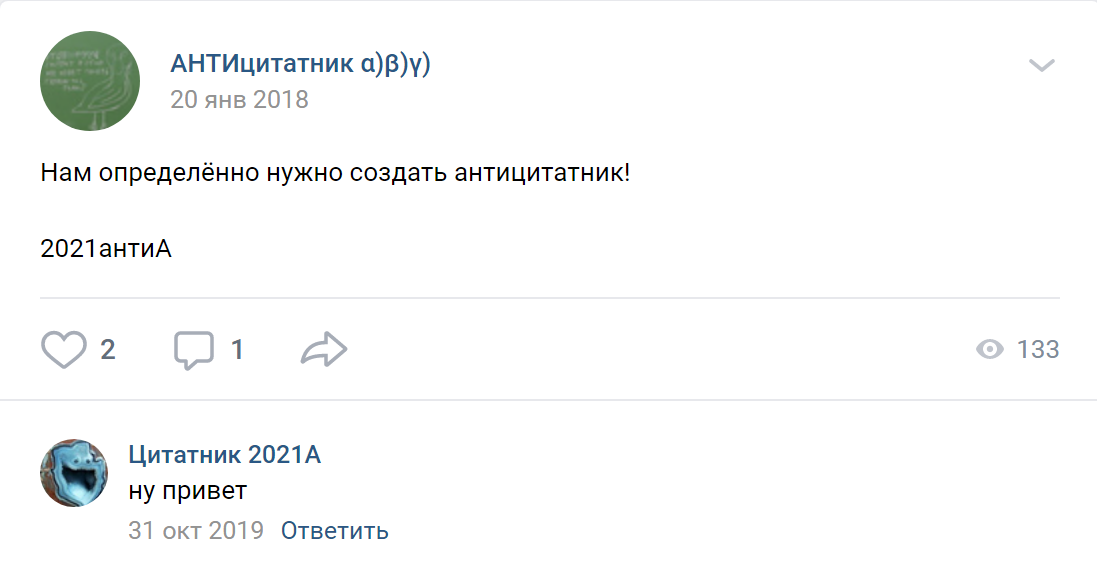 АНТИцитатник α)β)γ)
20 янв 2018
Нам определённо нужно создать антицитатник!
2021антиА
2 1 133
Цитатник 2021А
ну привет
31 окт 2019 Ответить